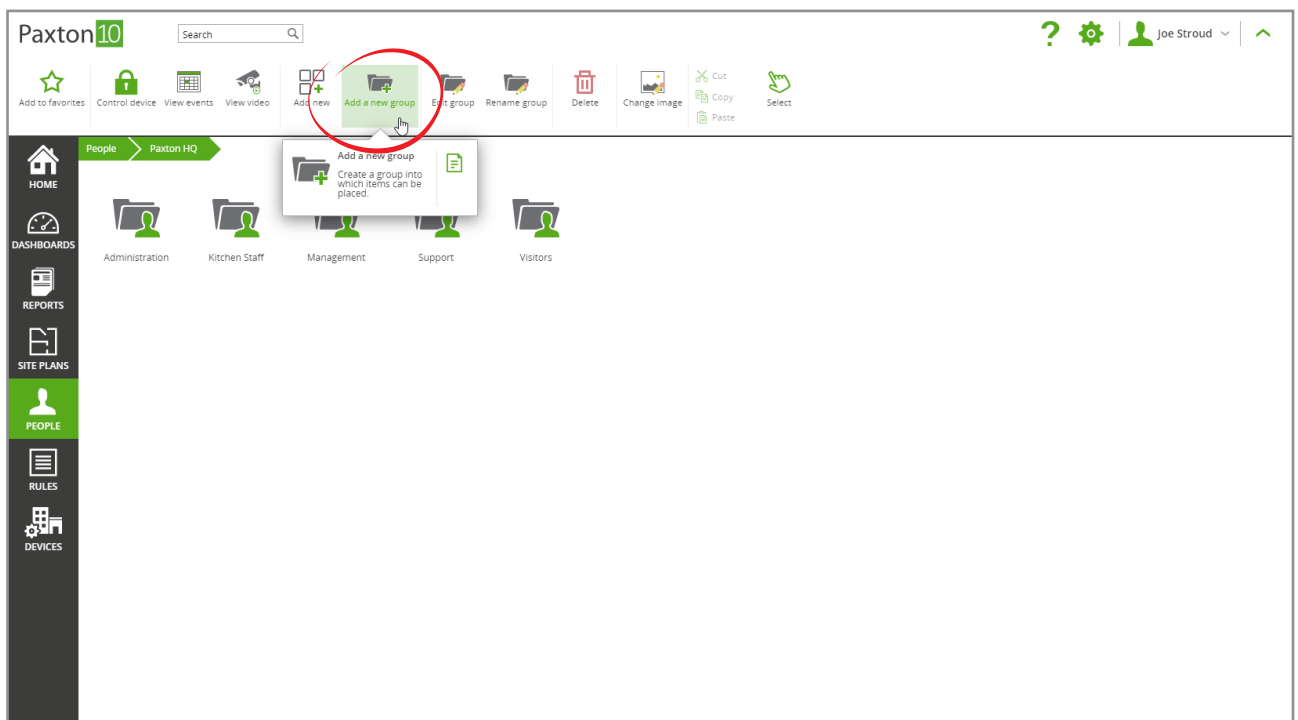 Paxton 10
Search
?
Joe Stroud
Add to favorites
Control device
View events
View video
Add new
Add a new group
Edit group
Rename group
Delete
Change image
Cut
Copy
Paste
Select
People
Paxton HQ
Add a new group
Create a group into
which items can be
placed.
HOME
DASHBOARDS
REPORTS
SITE PLANS
PEOPLE
RULES
DEVICES
Administration
Kitchen Staff
Management
Support
Visitors